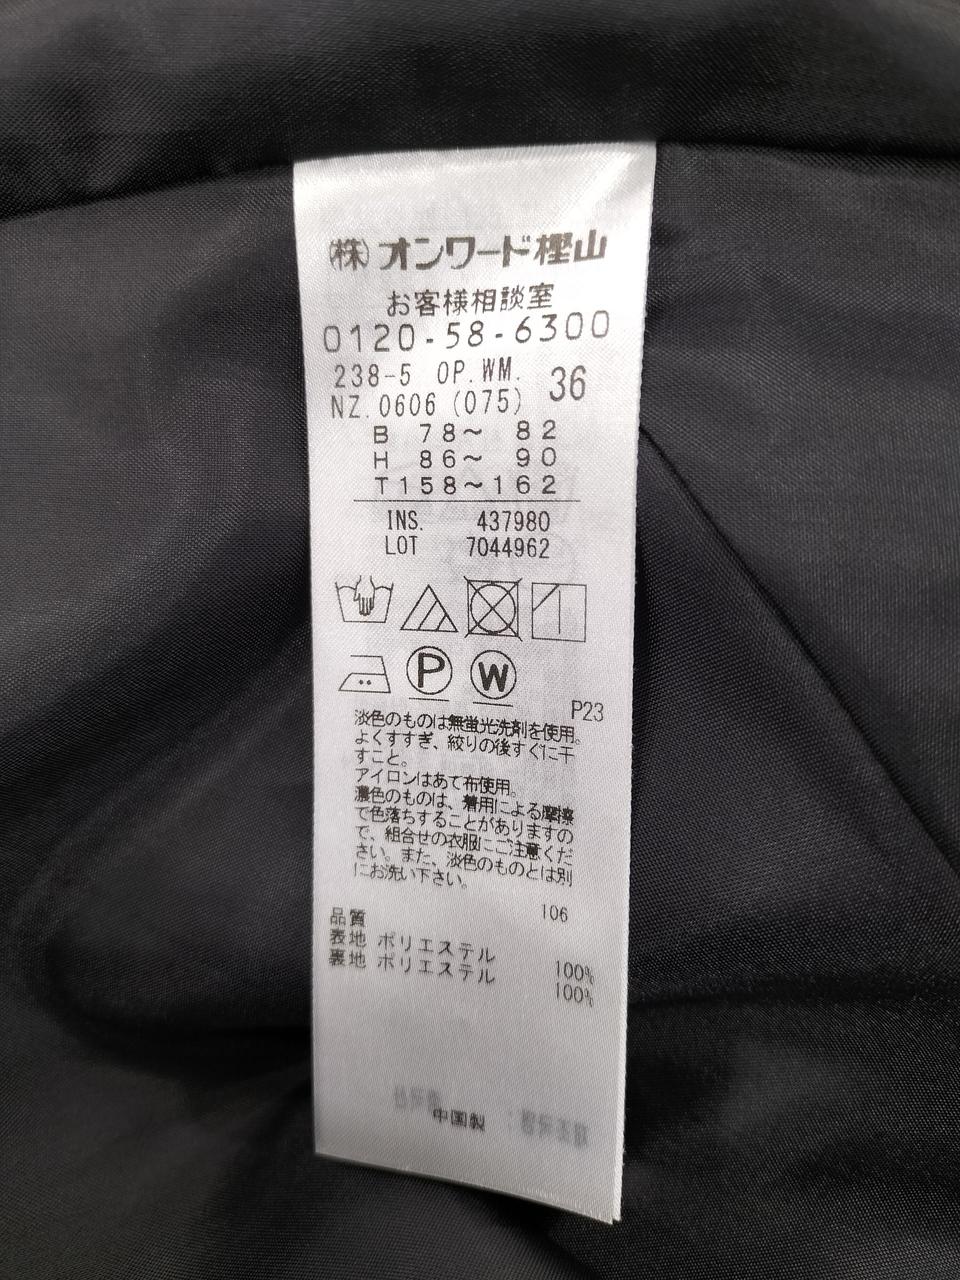 ㈱オンワード樫山
お客様相談室
0120-58-6300
238-5 OP.WM. 36
NZ.0606 (075)
B 78～ 82
H 86～ 90
T158～162
INS. 437980
LOT 7044962
P W
P23
淡色のものは無蛍光洗剤を使用。
よくすすぎ、絞りの後すぐに干
すこと。
アイロンはあて布使用。
濃色のものは、着用による摩擦
で色落ちすることがありますの
で、組合せの衣服にご注意くだ
さい。また、淡色のものとは別
にお洗い下さい。
106
品質
表地 ポリエステル 100%
裏地 ポリエステル 100%
中国製